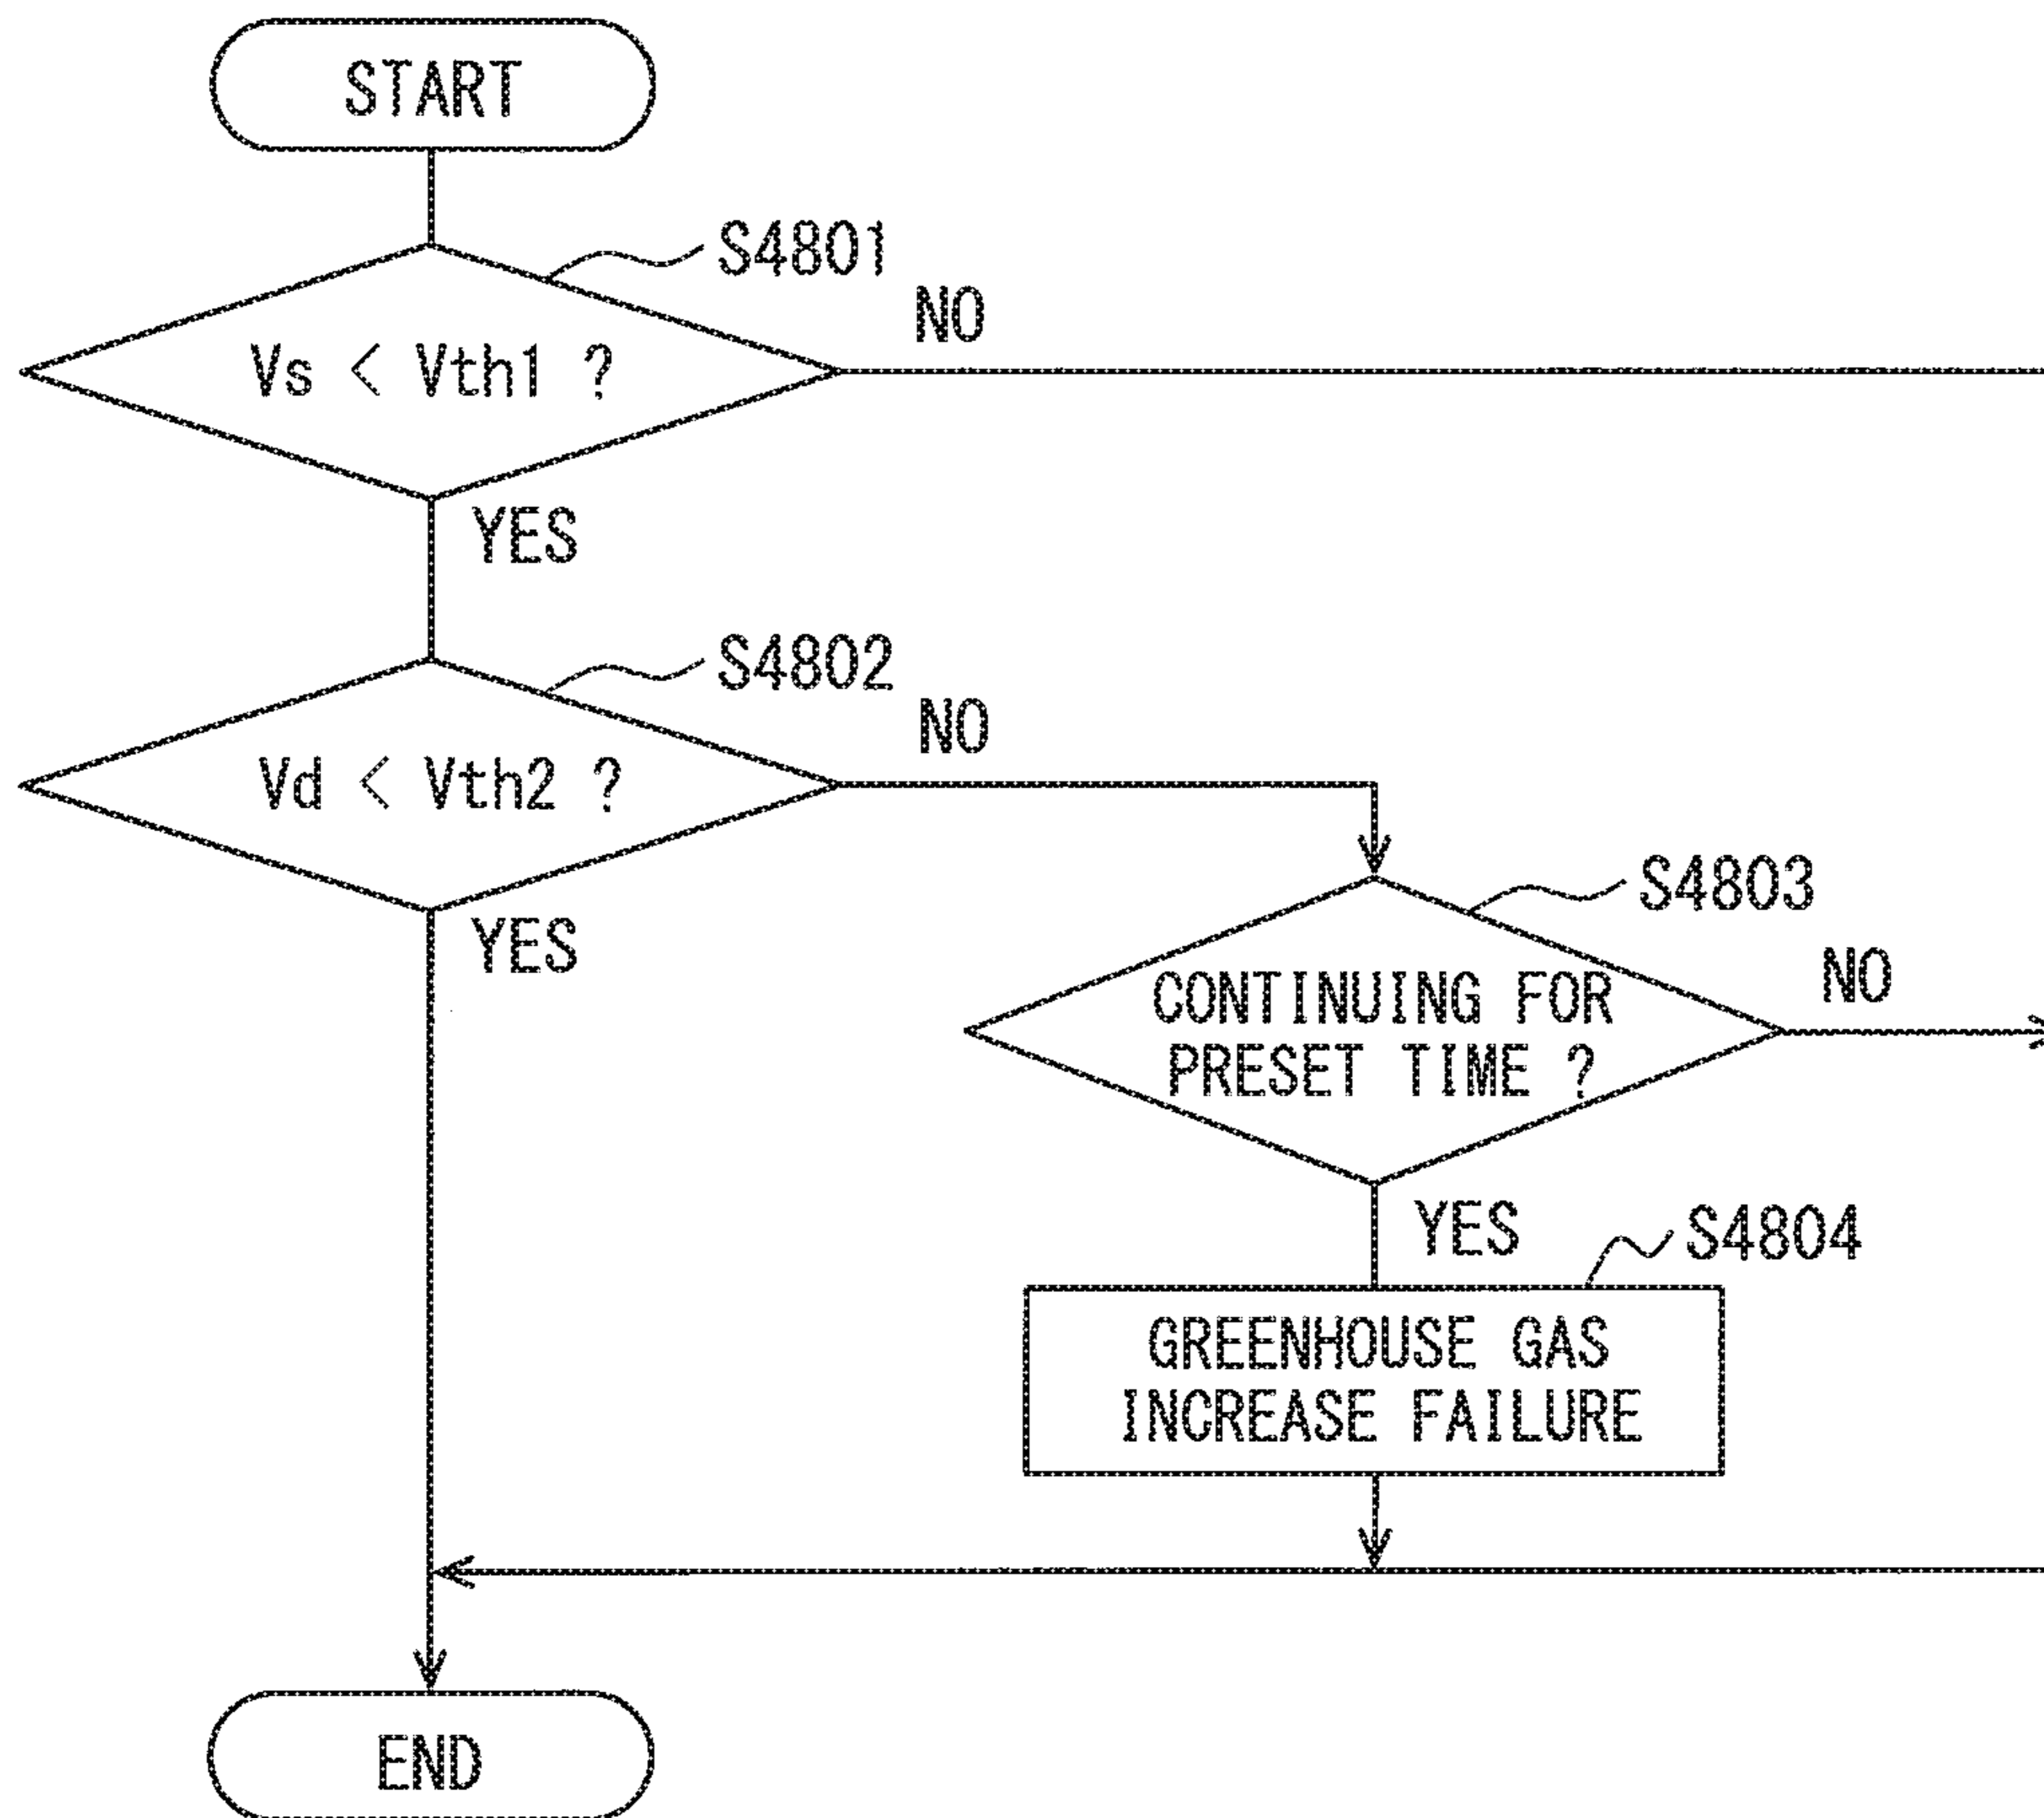 START
S4801
NO
Vs < Vth1 ?
YES
S4802
NO
Vd < Vth2 ?
YES
S4803
NO
CONTINUING FOR
PRESET TIME ?
YES
S4804
GREENHOUSE GAS
INCREASE FAILURE
END